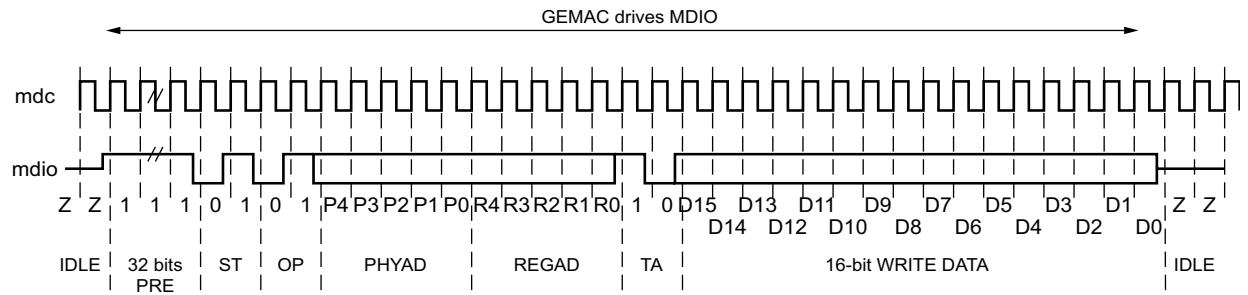 GEMAC drives MDIO
mdc
mdio
Z Z 1 1 1 0 1 0 1 P4 P3 P2 P1 P0 R4 R3 R2 R1 R0 1 0 D15 D13 D11 D9 D7 D5 D3 D1 Z Z
D14 D12 D10 D8 D6 D4 D2 D0
IDLE 32 bits ST OP PHYAD REGAD TA 16-bit WRITE DATA IDLE
PRE